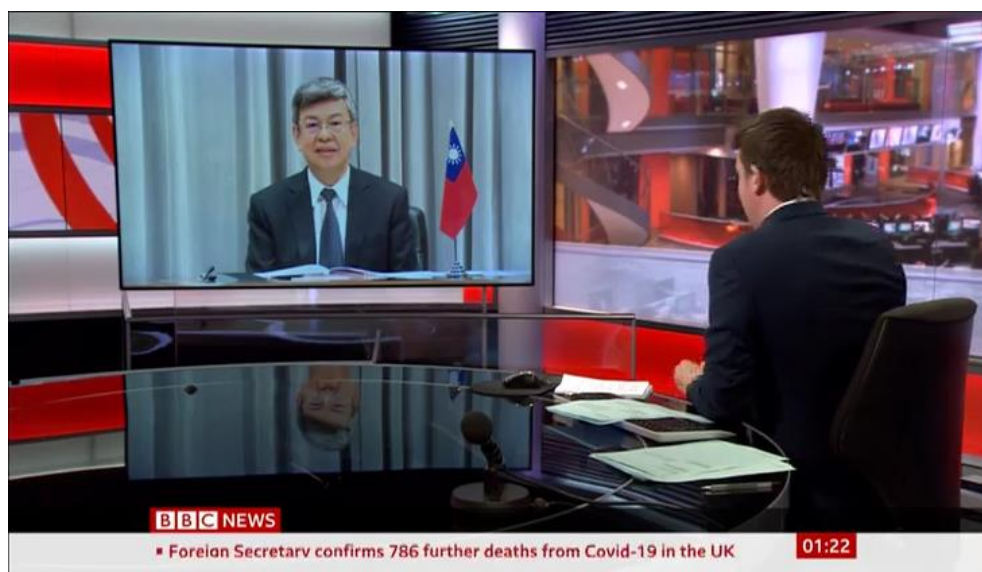 BBC NEWS
▪ Foreign Secretary confirms 786 further deaths from Covid-19 in the UK
01:22